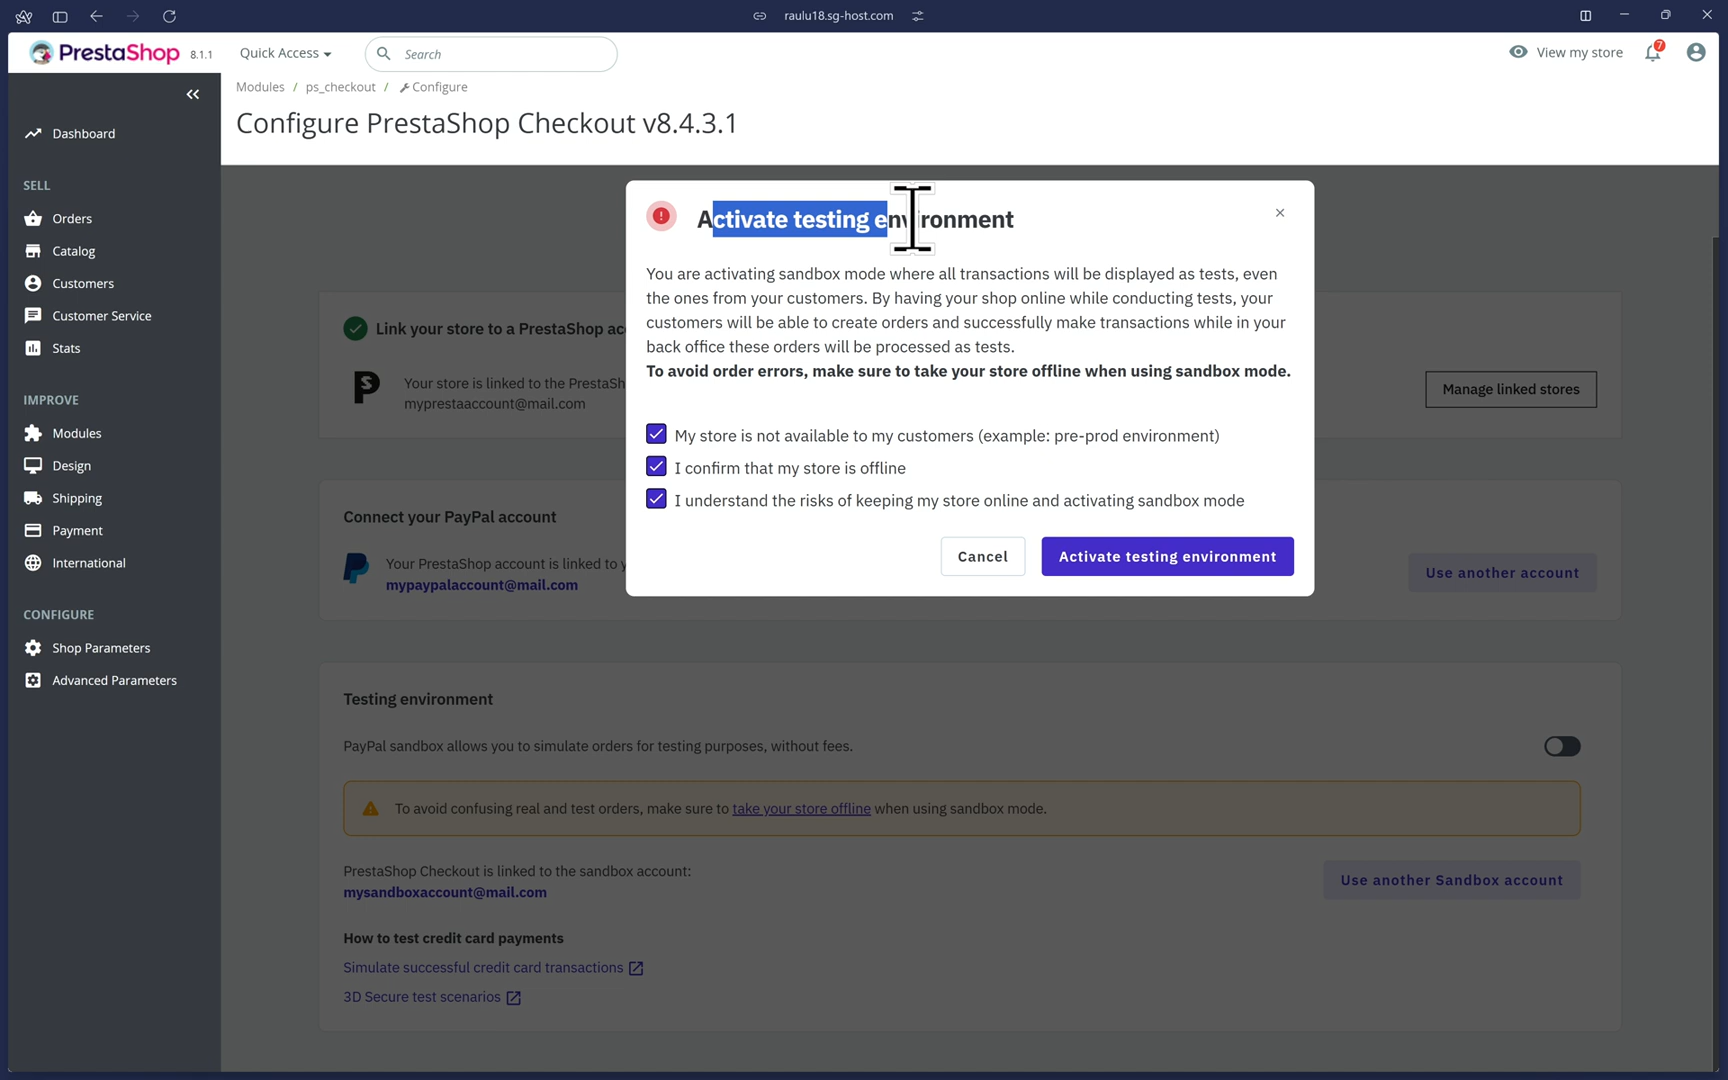 raulu18.sg-host.com
PrestaShop 8.1.1
Quick Access
Search
View my store
7
Modules / ps_checkout / Configure
Configure PrestaShop Checkout v8.4.3.1
Dashboard
SELL
Orders
Catalog
Customers
Customer Service
Stats
IMPROVE
Modules
Design
Shipping
Payment
International
CONFIGURE
Shop Parameters
Advanced Parameters
Activate testing environment
You are activating sandbox mode where all transactions will be displayed as tests, even
the ones from your customers. By having your shop online while conducting tests, your
customers will be able to create orders and successfully make transactions while in your
back office these orders will be processed as tests.
To avoid order errors, make sure to take your store offline when using sandbox mode.
My store is not available to my customers (example: pre-prod environment)
I confirm that my store is offline
I understand the risks of keeping my store online and activating sandbox mode
Cancel
Activate testing environment
Link your store to a PrestaShop
Your store is linked to the
myprestaaccount@mail.com
Manage linked stores
Connect your PayPal account
Your PrestaShop account is linked to
mypaypalaccount@mail.com
Use another account
Testing environment
PayPal sandbox allows you to simulate orders for testing purposes, without fees.
To avoid confusing real and test orders, make sure to take your store offline when using sandbox mode.
PrestaShop Checkout is linked to the sandbox account:
mysandboxaccount@mail.com
Use another Sandbox account
How to test credit card payments
Simulate successful credit card transactions
3D Secure test scenarios